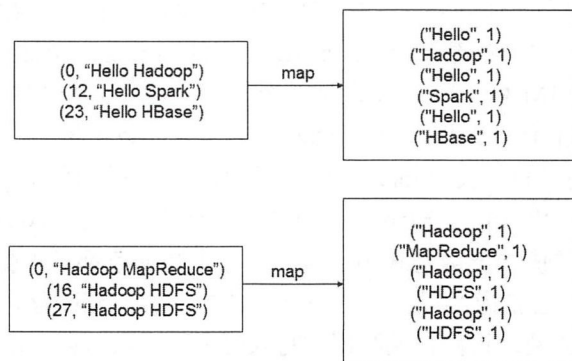 (0, “Hello Hadoop”)
(12, “Hello Spark”)
(23, “Hello HBase”)
map
("Hello", 1)
("Hadoop", 1)
("Hello", 1)
("Spark", 1)
("Hello", 1)
("HBase", 1)
(0, “Hadoop MapReduce”)
(16, “Hadoop HDFS”)
(27, “Hadoop HDFS”)
map
("Hadoop", 1)
("MapReduce", 1)
("Hadoop", 1)
("HDFS", 1)
("Hadoop", 1)
("HDFS", 1)